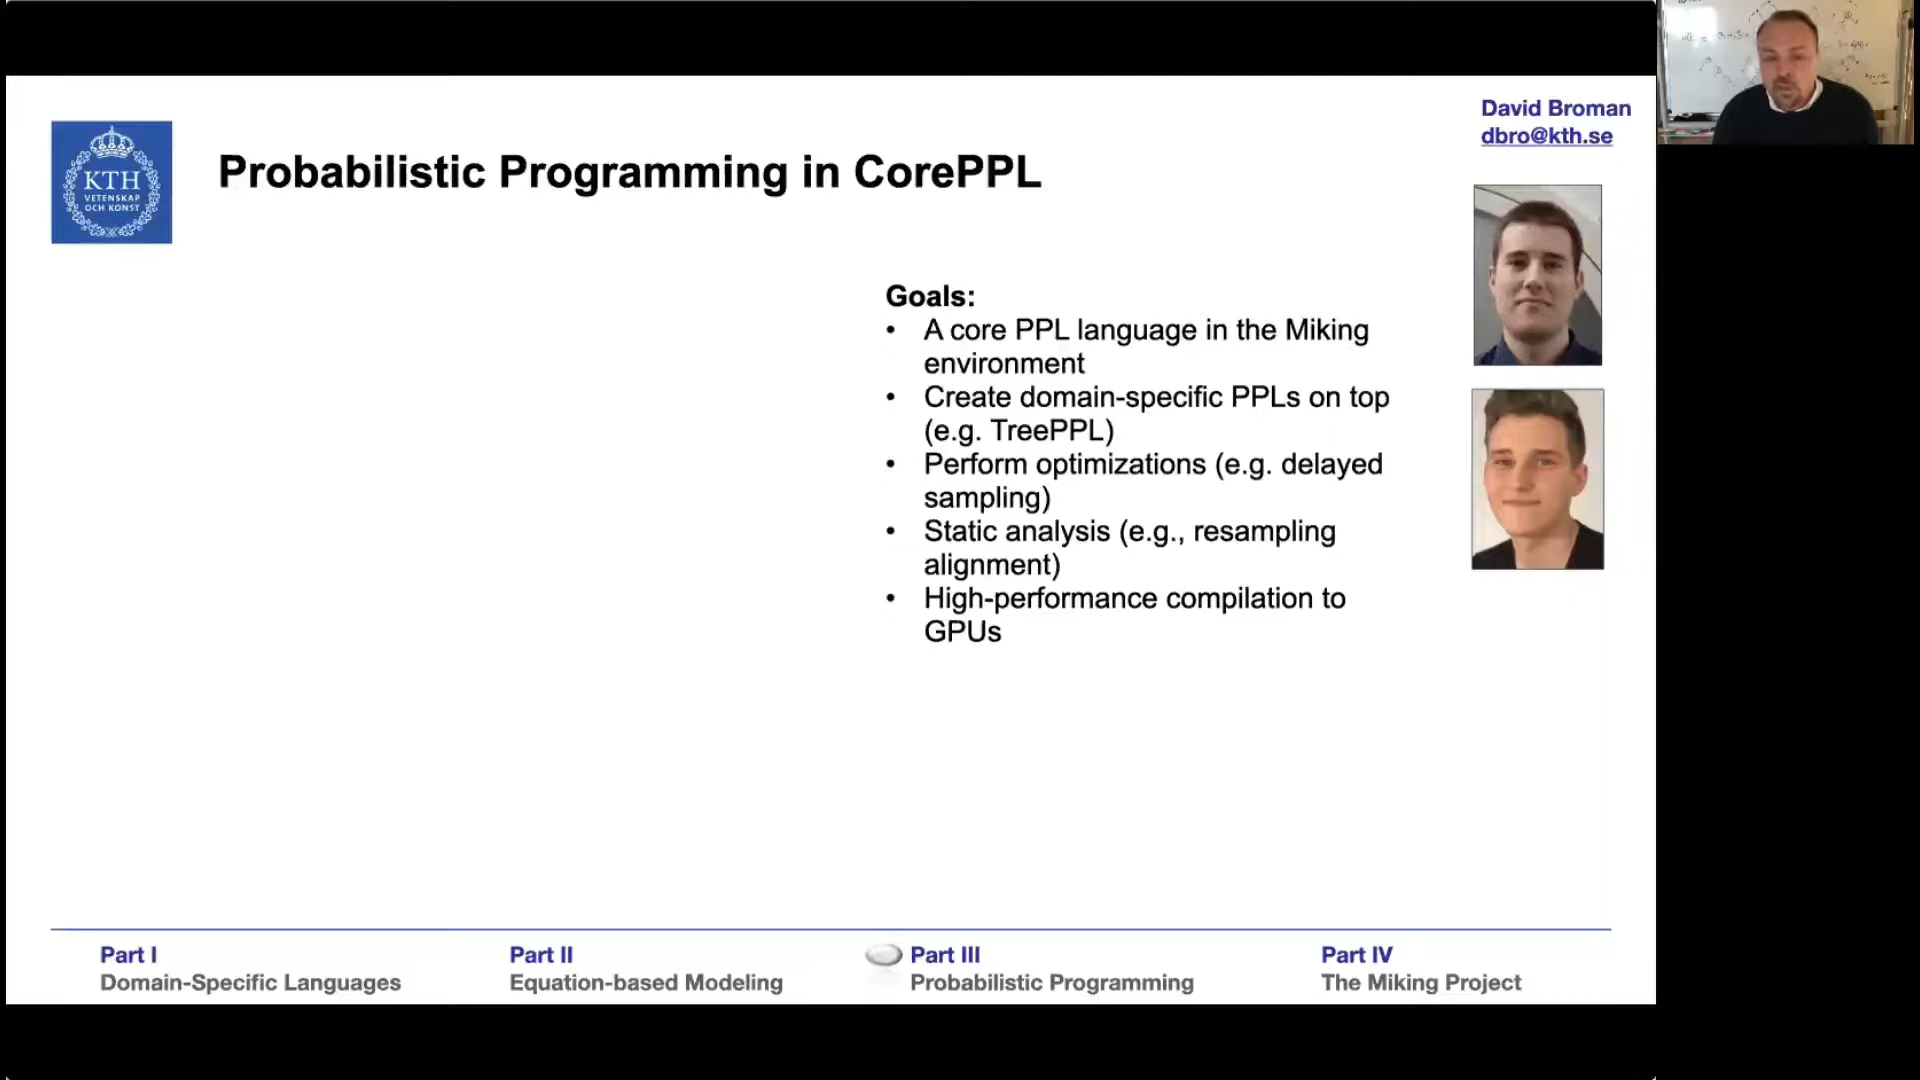 David Broman
dbro@kth.se
KTH
VETENSKAP
OCH KONST
Probabilistic Programming in CorePPL
Goals:
• A core PPL language in the Miking
environment
• Create domain-specific PPLs on top
(e.g. TreePPL)
• Perform optimizations (e.g. delayed
sampling)
• Static analysis (e.g., resampling
alignment)
• High-performance compilation to
GPUs
Part I
Domain-Specific Languages
Part II
Equation-based Modeling
Part III
Probabilistic Programming
Part IV
The Miking Project